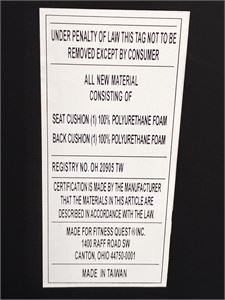 UNDER PENALTY OF LAW THIS TAG NOT TO BE
REMOVED EXCEPT BY CONSUMER
ALL NEW MATERIAL
CONSISTING OF
SEAT CUSHION (1) 100% POLYURETHANE FOAM
BACK CUSHION (1) 100% POLYURETHANE FOAM
REGISTRY NO. OH 20905 TW
CERTIFICATION IS MADE BY THE MANUFACTURER
THAT THE MATERIALS IN THIS ARTICLE ARE
DESCRIBED IN ACCORDANCE WITH THE LAW.
MADE FOR FITNESS QUEST® INC.
1400 RAFF ROAD SW
CANTON, OHIO 44750-0001
MADE IN TAIWAN